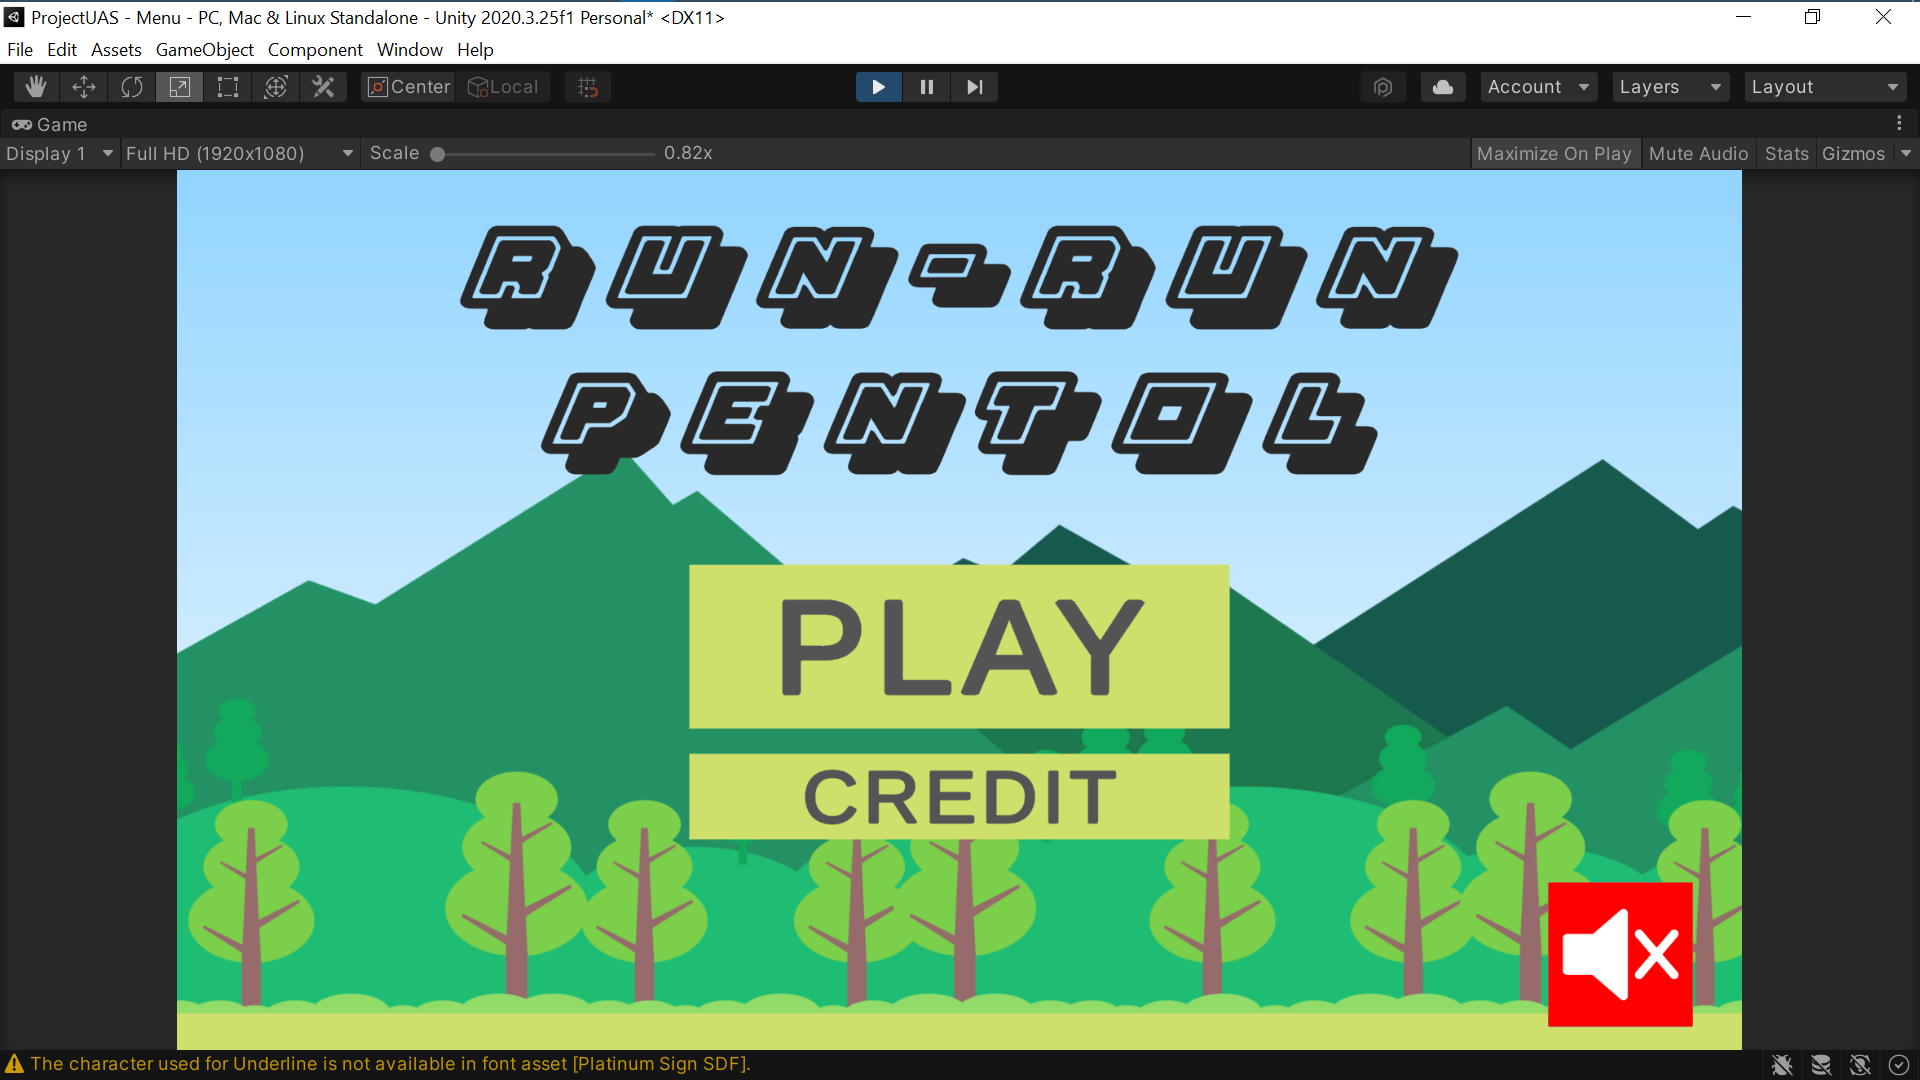 ProjectUAS - Menu - PC, Mac & Linux Standalone - Unity 2020.3.25f1 Personal* <DX11>
File Edit Assets GameObject Component Window Help
Center Local Account Layers Layout
Game
Display 1 Full HD (1920x1080) Scale 0.82x Maximize On Play Mute Audio Stats Gizmos
RUN-RUN
PENTOL
PLAY
CREDIT
The character used for Underline is not available in font asset [Platinum Sign SDF].